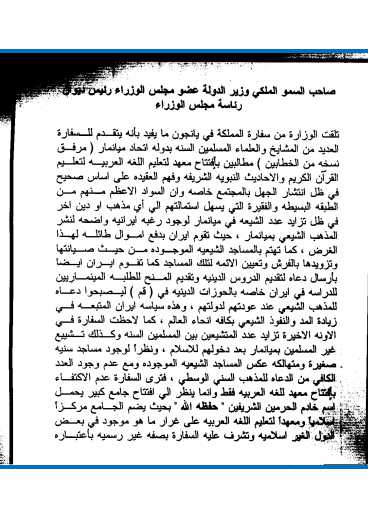 صاحب السمو الملكي وزير الدولة عضو مجلس الوزراء رئيس ديوان
رئاسة مجلس الوزراء
تلقت الوزارة من سفارة المملكة في يانجون ما يفيد بأنه يتقدم للسفارة
العديد من المشايخ والعلماء المسلمين السنه بدوله اتحاد ميانمار ( مرفق
نسخه من الخطابين ) مطالبين بأفتتاح معهد لتعليم اللغه العربيه لتعليم
القرآن الكريم والاحاديث النبويه الشريفه وفهم العقيده على اساس صحيح
في ظل انتشار الجهل بالمجتمع خاصه وان السواد الاعظم منهم من
الطبقه البسيطه والفقيرة التي يسهل استمالتهم الي أي مذهب او دين اخر
في ظل تزايد عدد الشيعه في ميانمار لوجود رغبه ايرانيه واضحه لنشر
المذهب الشيعي بميانمار ، حيث تقوم ايران بدفع اموال طائله لهذا
الغرض ، كما تهتم بالمساجد الشيعيه الموجوده من حيث صيانتها
وتزويدها بالفرش وتعيين الائمه لتلك المساجد كما تقوم ايران ايضا
بأرسال دعاه لتقديم الدروس الدينيه وتقديم المنح للطلبه الميانماريين
للدراسه في ايران خاصه بالحوزات الدينيه في ( قم ) ليصبحوا دعاه
للمذهب الشيعي عند عودتهم لدولتهم ، وهذه سياسه ايران المتبعه في
زيادة المد والنفوذ الشيعي بكافه انحاء العالم ، كما لاحظت السفارة في
الاونه الاخيرة تزايد عدد المتشيعين بين المسلمين السنه وكذلك تشييع
غير المسلمين بميانمار بعد دخولهم للاسلام ، ونظراً لوجود مساجد سنيه
صغيرة ومتهالكه عكس المساجد الشيعيه الموجوده ومع عدم وجود العدد
الكافي من الدعاه للمذهب السني الوسطي ، فترى السفارة عدم الاكتفاء
بإفتتاح معهد للغه العربيه فقط وانما ينظر الي افتتاح جامع كبير يحمل
اسم خادم الحرمين الشريفين " حفظه الله " بحيث يضم الجامع مركزاً
اسلامياً ومعهداً لتعليم اللغه العربيه على غرار ما هو موجود في بعض
الدول الغير اسلاميه وتشرف عليه السفارة بصفه غير رسميه بأعتباره